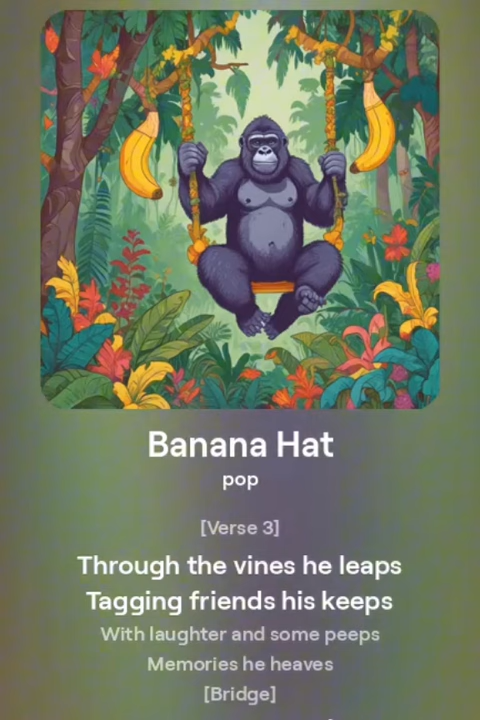 Banana Hat
pop
[Verse 3]
Through the vines he leaps
Tagging friends his keeps
With laughter and some peeps
Memories he heaves
[Bridge]